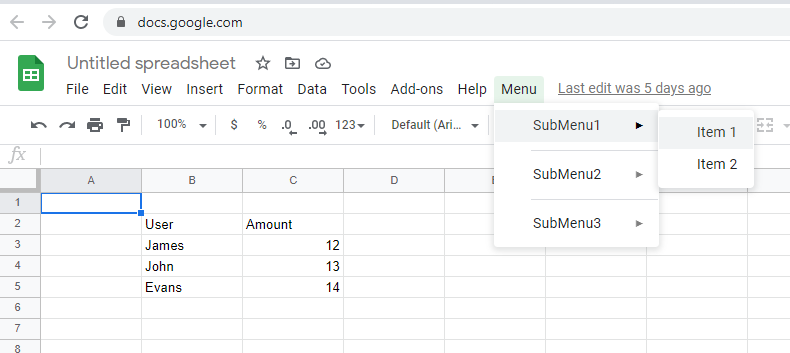 docs.google.com
Untitled spreadsheet
File Edit View Insert Format Data Tools Add-ons Help Menu Last edit was 5 days ago
100% $ % .0 .00 123 Default (Ari...
SubMenu1 Item 1
Item 2
SubMenu2
SubMenu3
fx
A B C D
1
2 User Amount
3 James 12
4 John 13
5 Evans 14
6
7
8